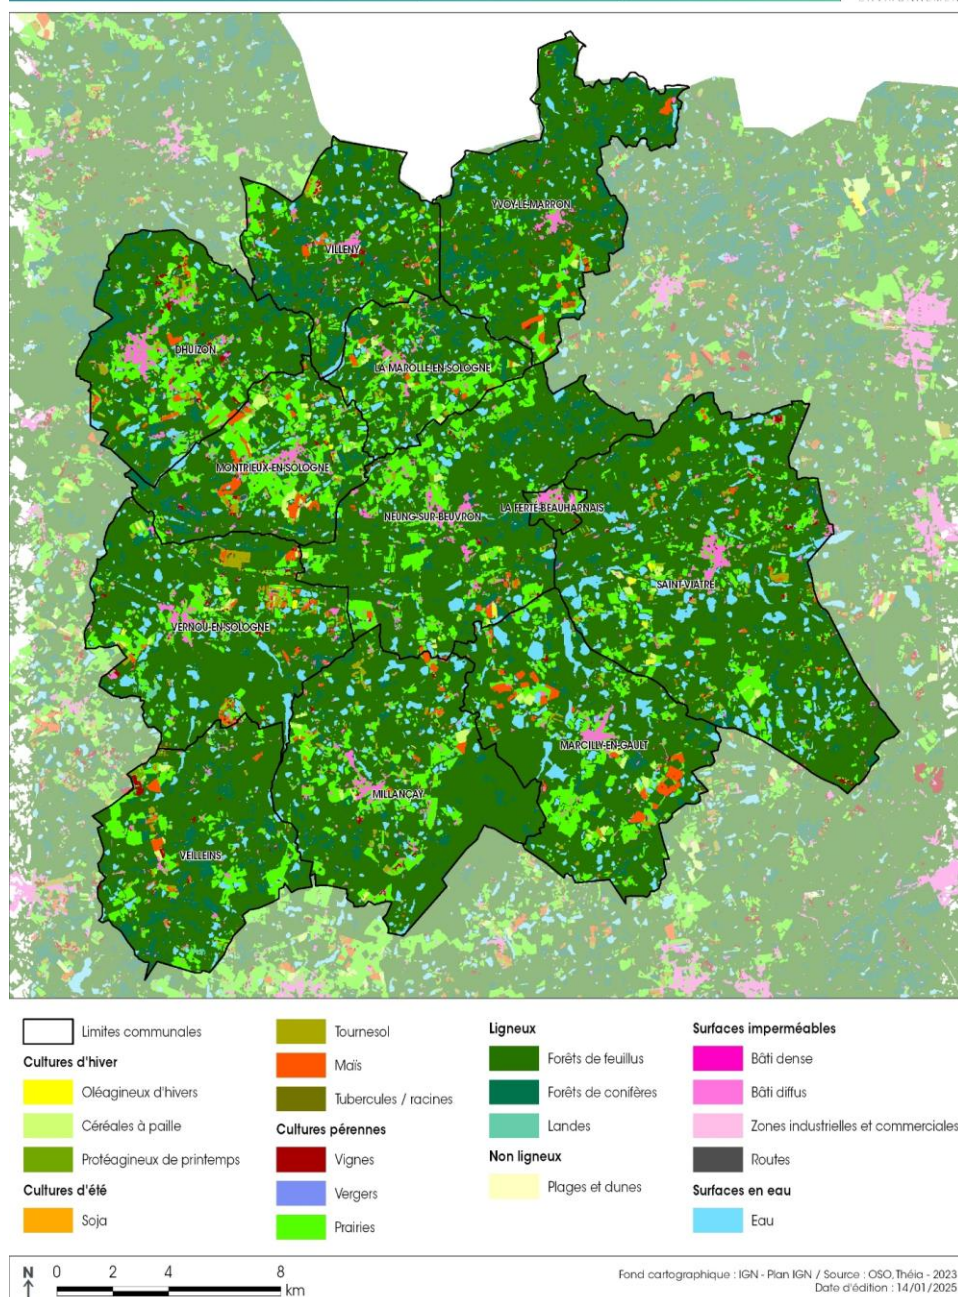 YVOY-LE-MARRON
VILLENY
DHUIZON
LA MAROLLE-EN-SOLOGNE
MONTRIEUX-EN-SOLOGNE
NEUNG-SUR-BEUVRON
LA FERTE-BEAUHARNAIS
SAINT-VIATRE
VERNOU-EN-SOLOGNE
MARCILLY-EN-GAULT
MILLANÇAY
VEILLEINS
Limites communales
Cultures d'hiver
Oléagineux d'hivers
Céréales à paille
Protéagineux de printemps
Cultures d'été
Soja
Tournesol
Maïs
Tubercules / racines
Cultures pérennes
Vignes
Vergers
Prairies
Ligneux
Forêts de feuillus
Forêts de conifères
Landes
Non ligneux
Plages et dunes
Surfaces imperméables
Bâti dense
Bâti diffus
Zones industrielles et commerciales
Routes
Surfaces en eau
Eau
N
0 2 4 8
km
Fond cartographique : IGN - Plan IGN / Source : OSO, Théia - 2023
Date d'édition : 14/01/2025